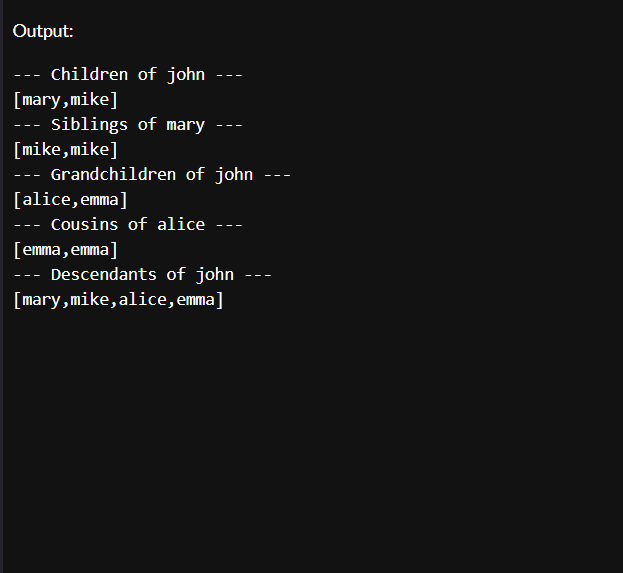 Output:
--- Children of john ---
[mary,mike]
--- Siblings of mary ---
[mike,mike]
--- Grandchildren of john ---
[alice,emma]
--- Cousins of alice ---
[emma,emma]
--- Descendants of john ---
[mary,mike,alice,emma]